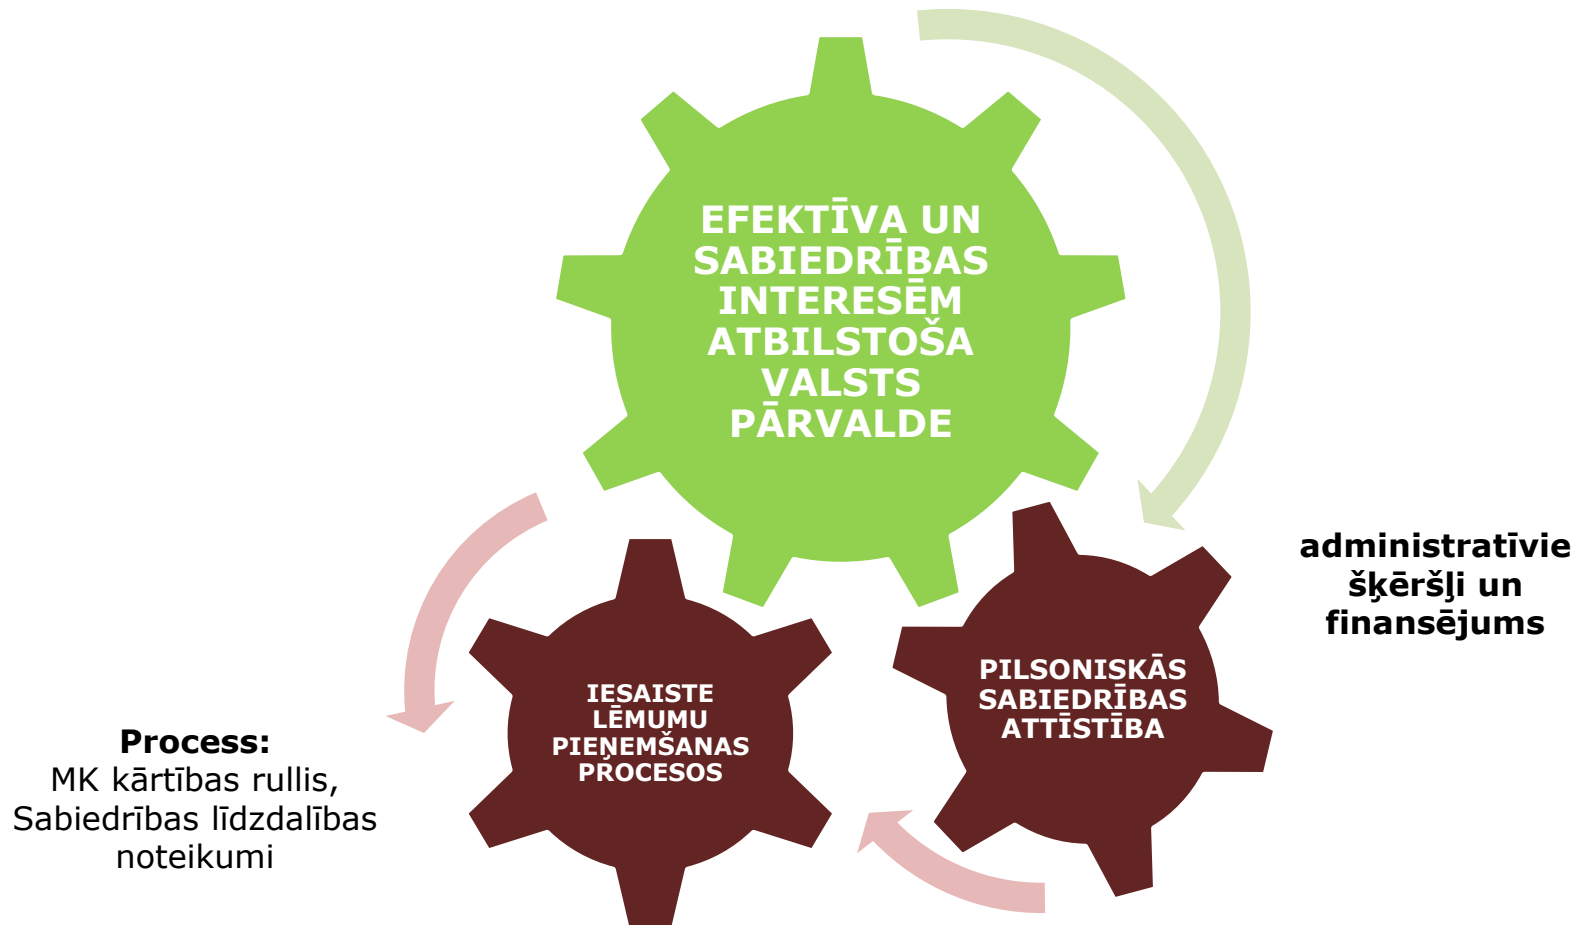 EFEKTĪVA UN
SABIEDRĪBAS
INTERESĒM
ATBILSTOŠA
VALSTS
PĀRVALDE
administratīvie
šķēršļi un
finansējums
PILSONISKĀS
SABIEDRĪBAS
ATTĪSTĪBA
IESAISTE
LĒMUMU
PIEŅEMŠANAS
PROCESOS
Process:
MK kārtības rullis,
Sabiedrības līdzdalības
noteikumi